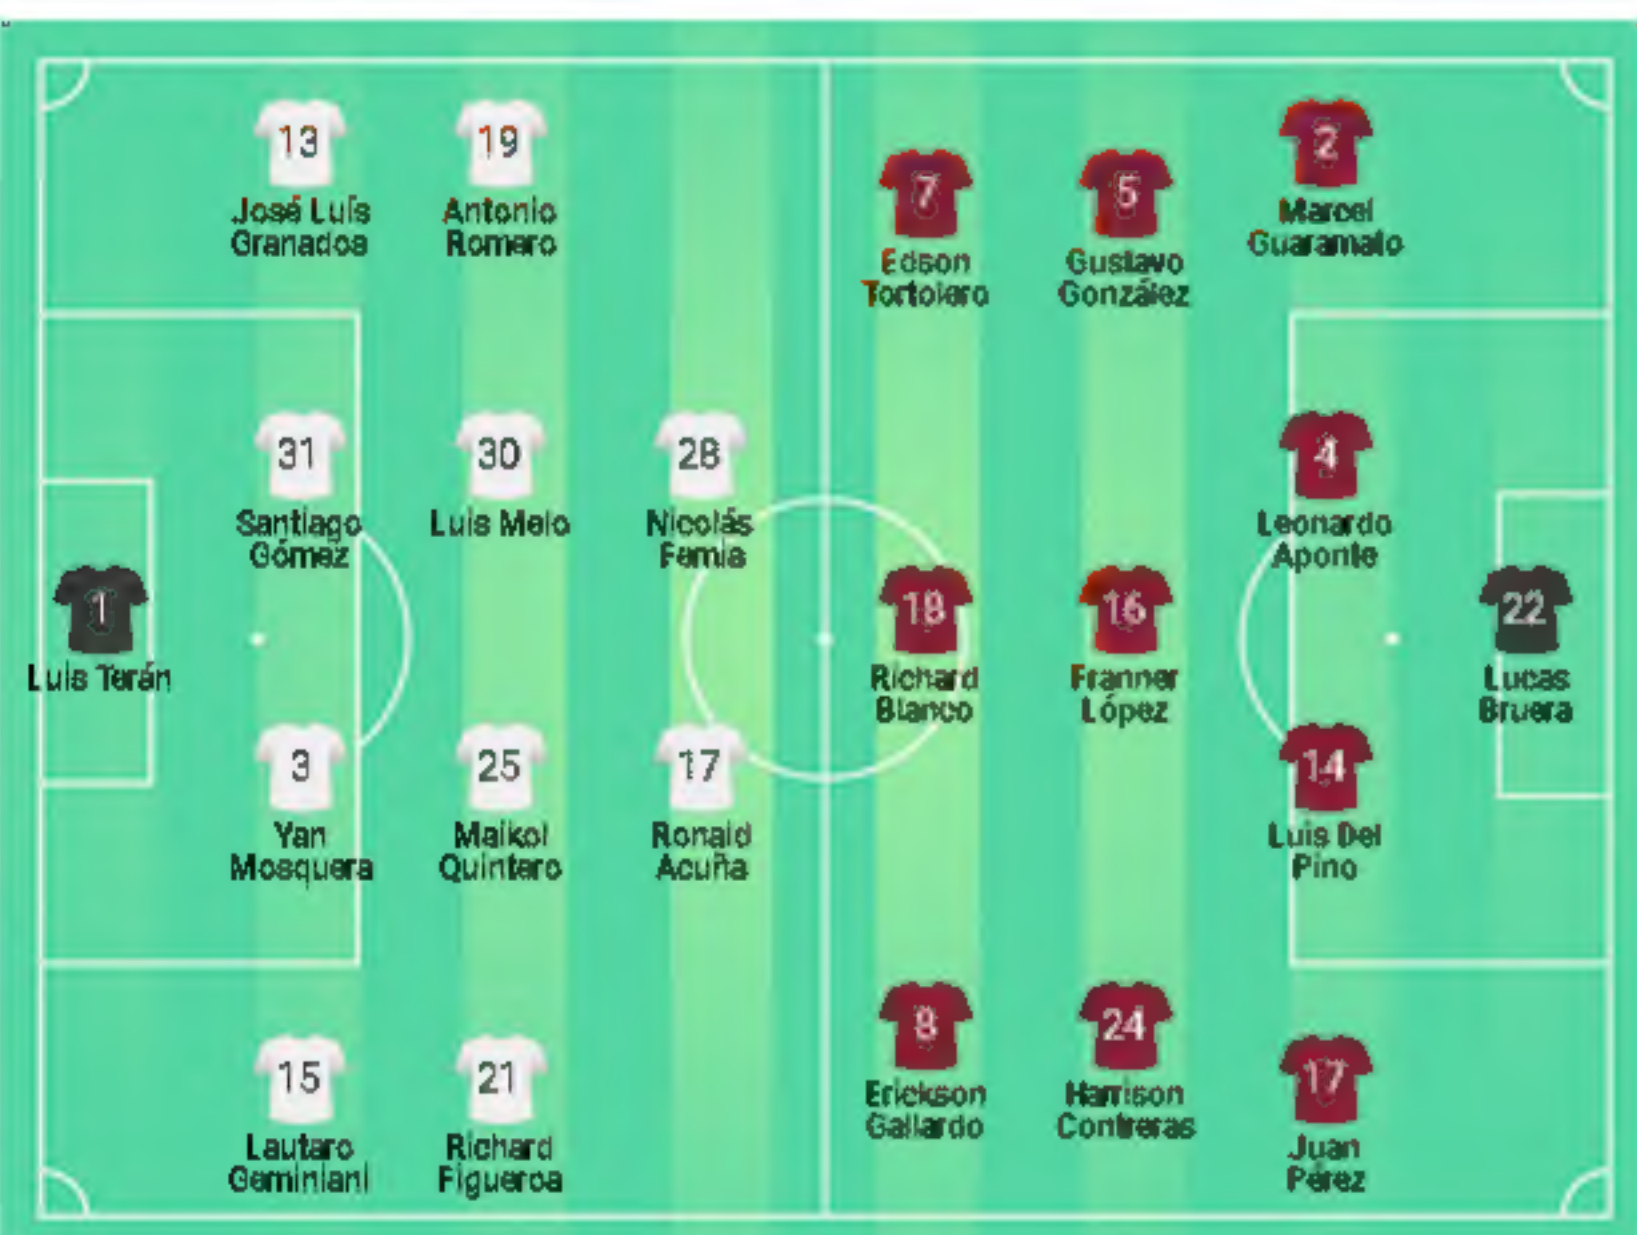 13
José Luís
Granados
19
Antonio
Romero
7
Edson
Tortolero
5
Gustavo
González
2
Marcel
Guaramato
31
Santiago
Gómez
30
Luis Melo
28
Nicolás
Femia
4
Leonardo
Aponte
1
Luis Terán
18
Richard
Blanco
16
Franner
López
22
Lucas
Bruera
3
Yan
Mosquera
25
Maikol
Quintero
17
Ronald
Acuña
14
Luis Del
Pino
15
Lautaro
Geminiani
21
Richard
Figueroa
8
Erickson
Gallardo
24
Harrison
Contreras
17
Juan
Pérez